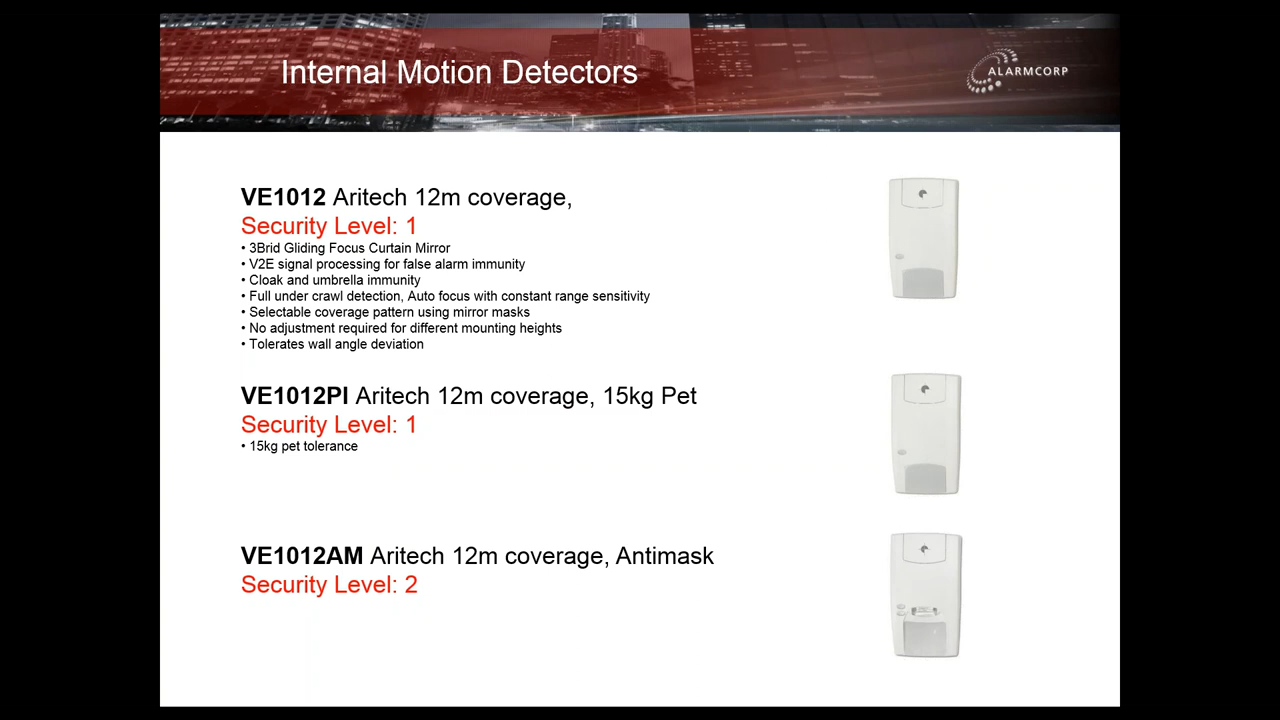 Internal Motion Detectors
ALARMCORP
VE1012 Aritech 12m coverage,
Security Level: 1
• 3Brid Gliding Focus Curtain Mirror
• V2E signal processing for false alarm immunity
• Cloak and umbrella immunity
• Full under crawl detection, Auto focus with constant range sensitivity
• Selectable coverage pattern using mirror masks
• No adjustment required for different mounting heights
• Tolerates wall angle deviation
VE1012PI Aritech 12m coverage, 15kg Pet
Security Level: 1
• 15kg pet tolerance
VE1012AM Aritech 12m coverage, Antimask
Security Level: 2